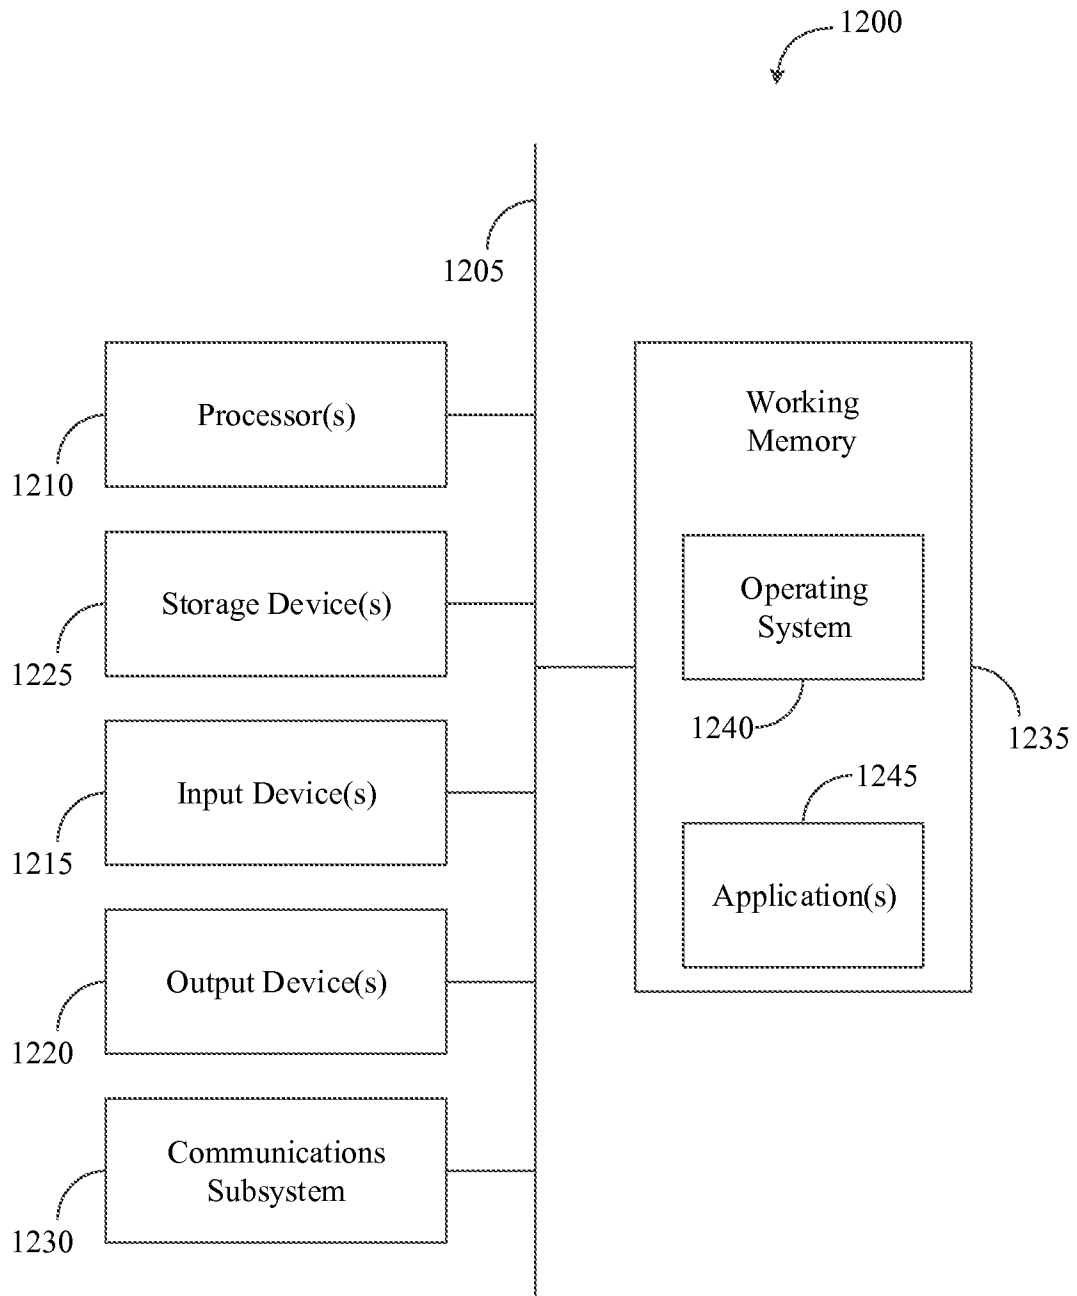 1200
1205
Processor(s)
1210
Storage Device(s)
1225
Input Device(s)
1215
Output Device(s)
1220
Communications
Subsystem
1230
Working
Memory
Operating
System
1240
1235
1245
Application(s)